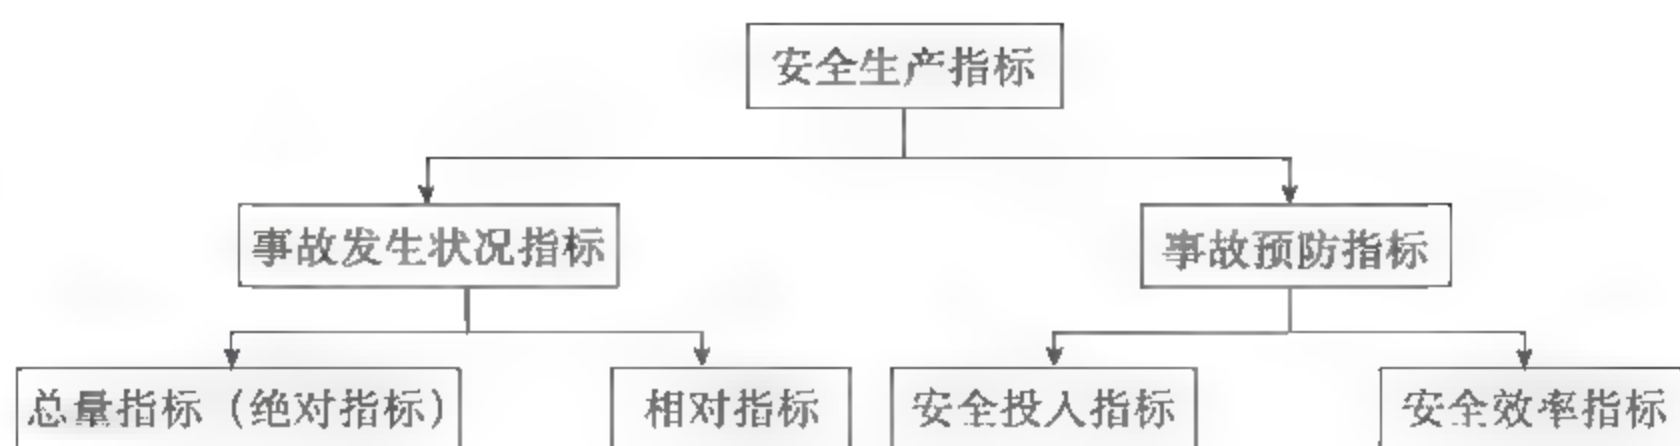 安全生产指标
事故发生状况指标
事故预防指标
总量指标（绝对指标）
相对指标
安全投入指标
安全效率指标